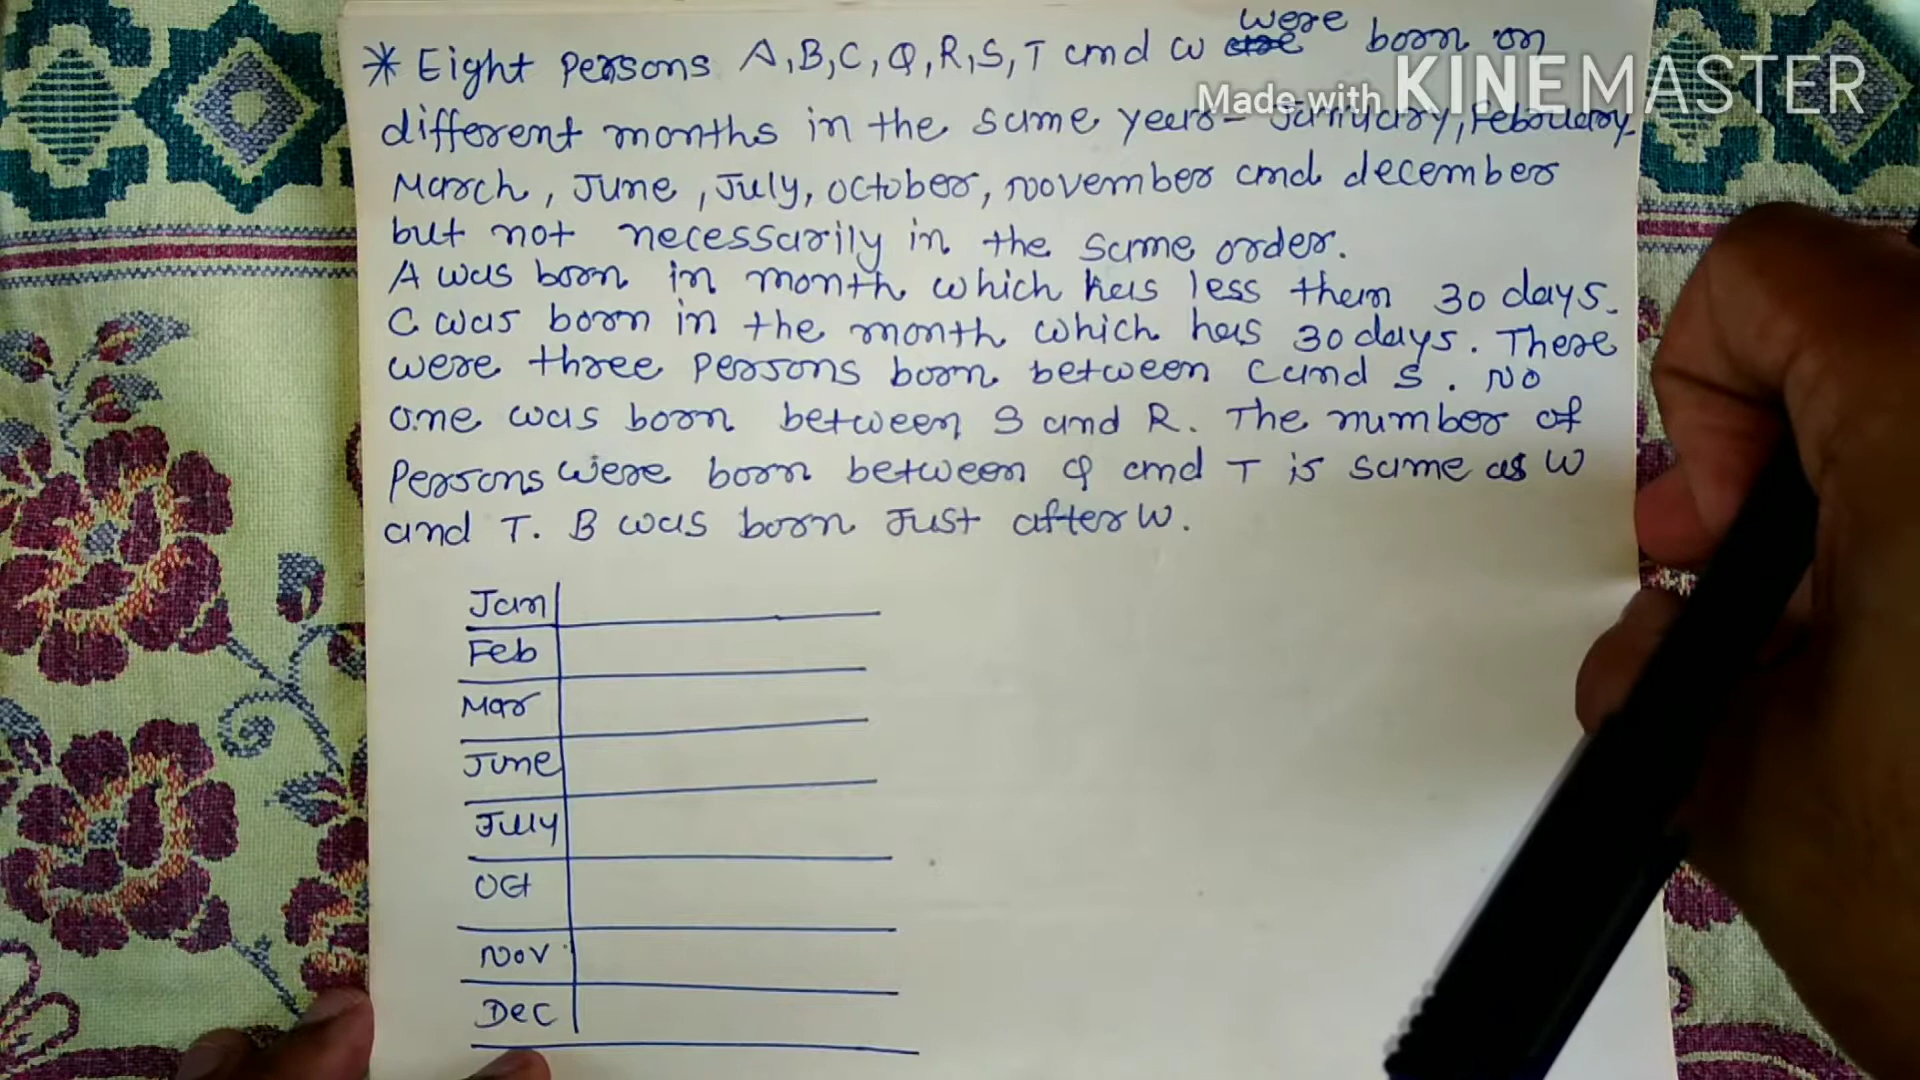 * Eight persons A, B, C, Q, R, S, T and W were born on
Made with KINEMASTER
different months in the same year- January, February
March, June, July, october, november and december
but not necessarily in the same order.
A was born in month which has less than 30 days.
C was born in the month which has 30 days. There
were three persons born between C and S. No
one was born between S and R. The number of
persons were born between Q and T is same as W
and T. B was born Just after W.
Jan
Feb
Mar
June
July
Oct
Nov
Dec